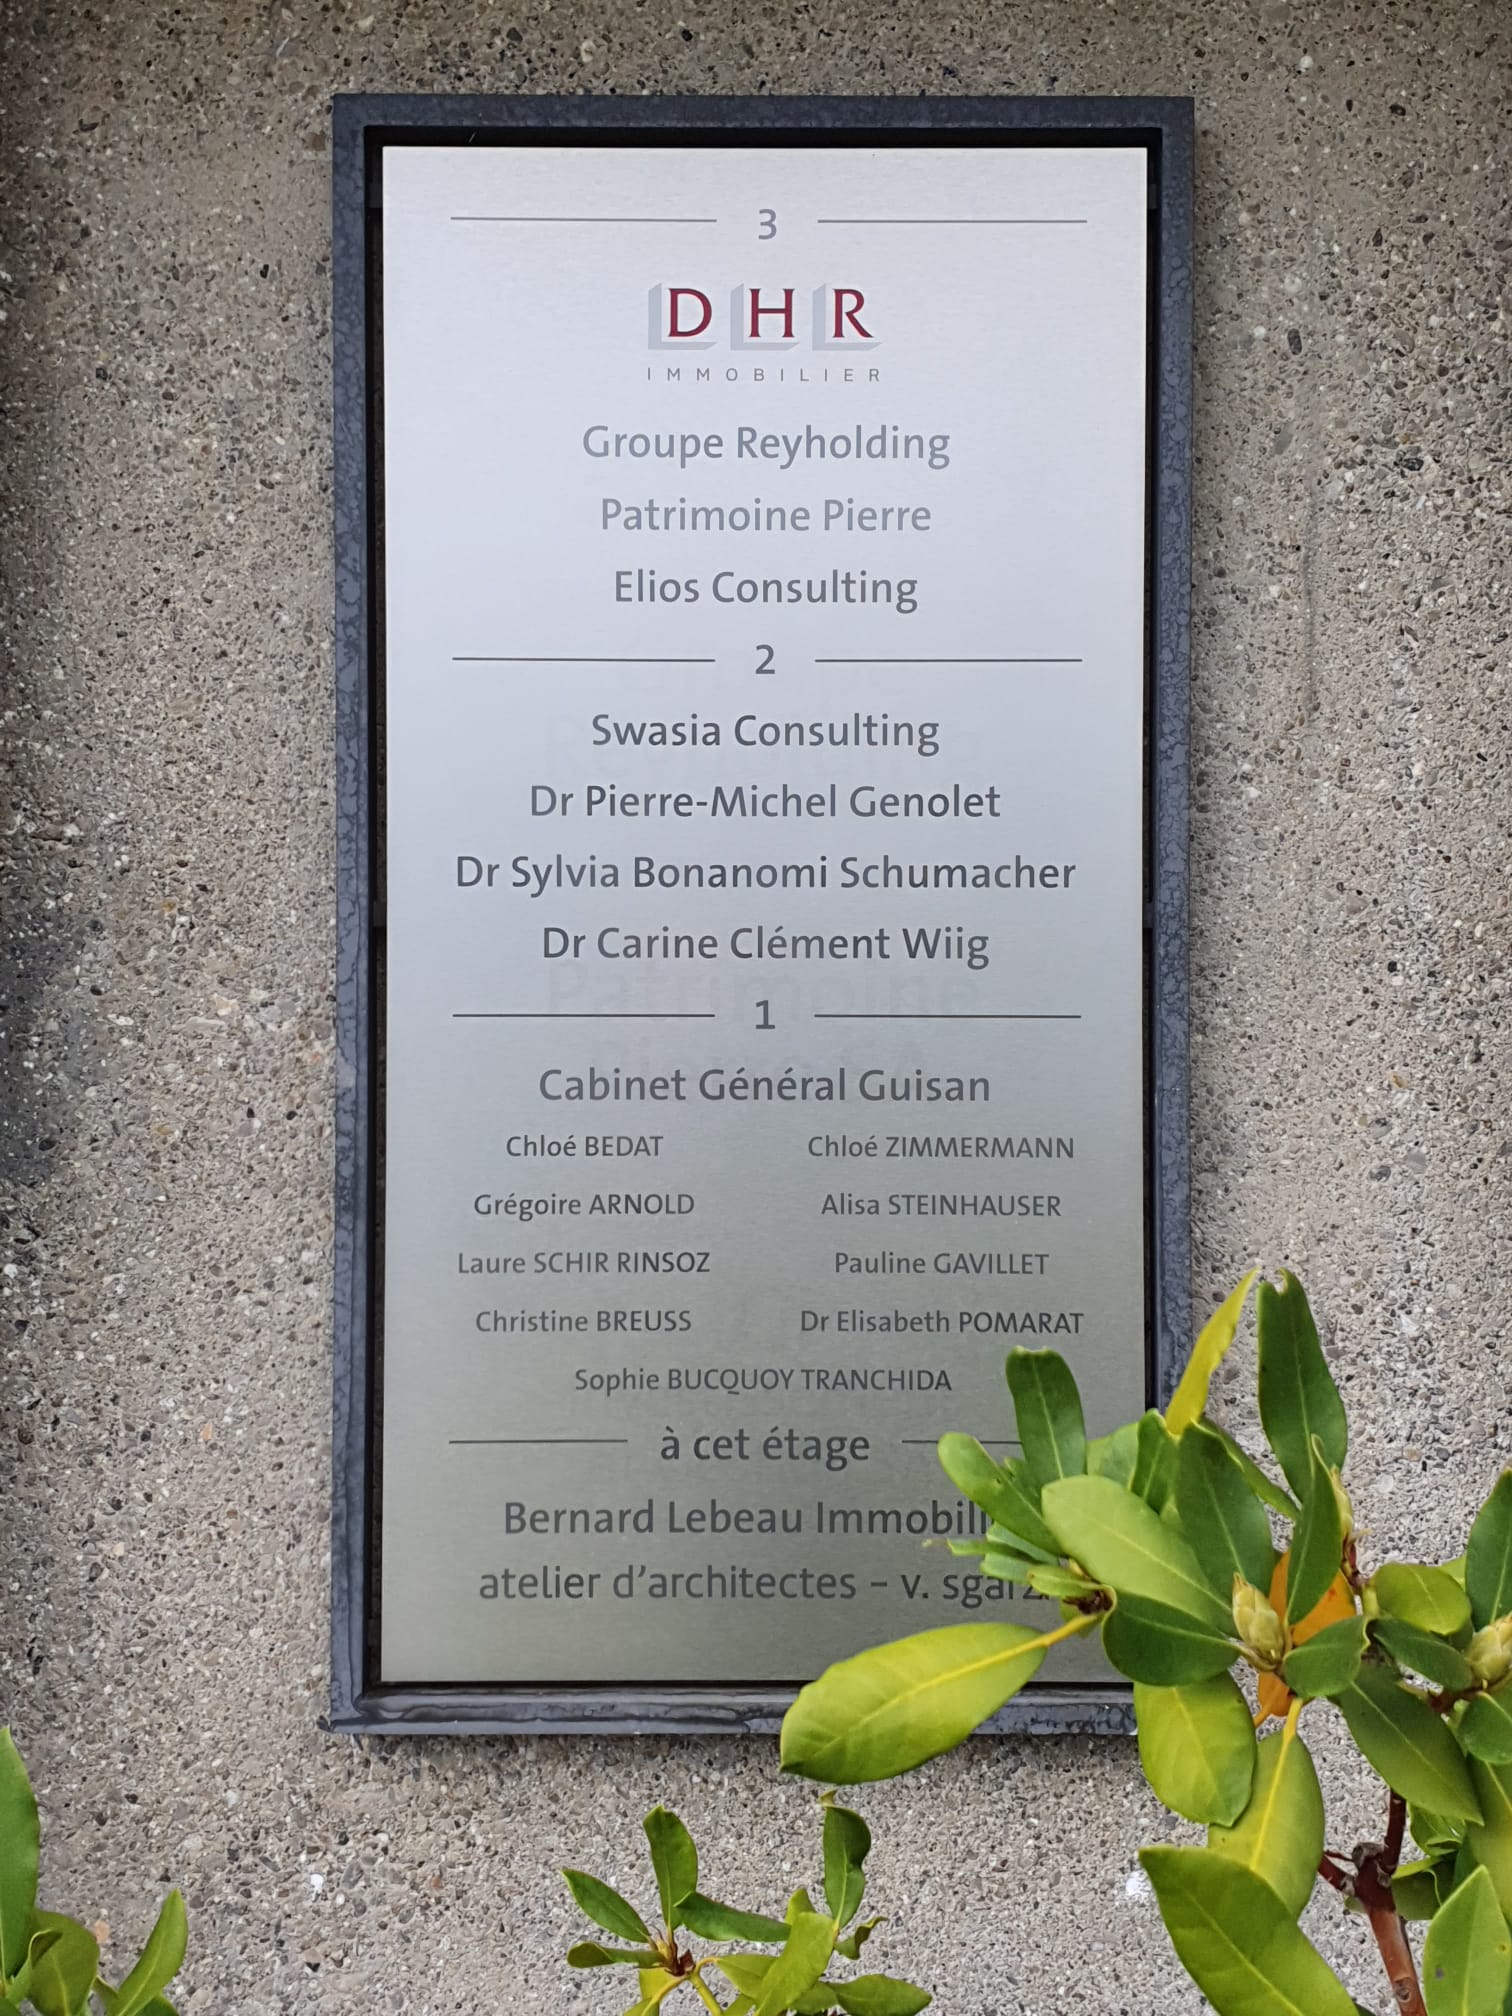 3
DHR
IMMOBILIER
Groupe Reyholding
Patrimoine Pierre
Elios Consulting
2
Swasia Consulting
Dr Pierre-Michel Genolet
Dr Sylvia Bonanomi Schumacher
Dr Carine Clément Wiig
1
Cabinet Général Guisan
Chloé BEDAT Chloé ZIMMERMANN
Grégoire ARNOLD Alisa STEINHAUSER
Laure SCHIR RINSOZ Pauline GAVILLET
Christine BREUSS Dr Elisabeth POMARAT
Sophie BUCQUOY TRANCHIDA
à cet étage
Bernard Lebeau
atelier d'architectes – v.